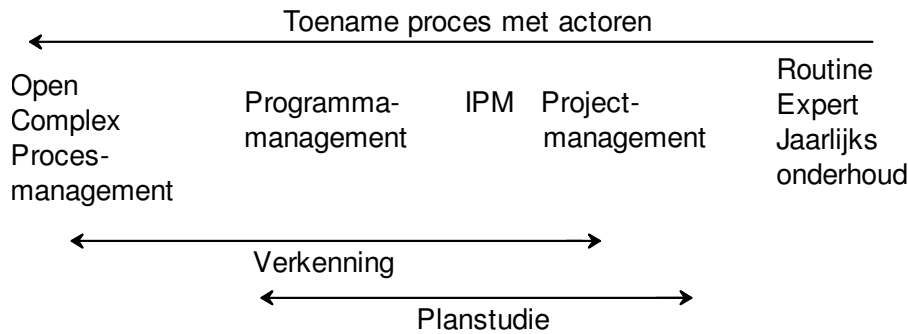 Toename proces met actoren
Open
Complex
Proces-
management
Programma-
management
IPM
Project-
management
Routine
Expert
Jaarlijks
onderhoud
Verkenning
Planstudie